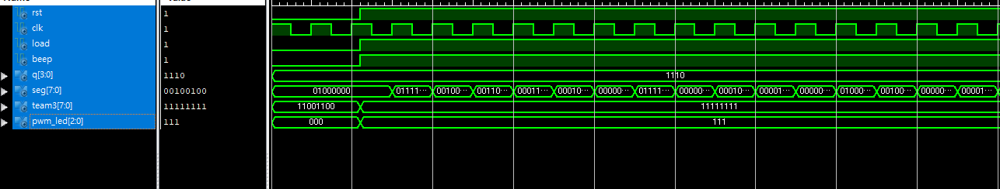 rst 1
clk 1
load 1
beep 1
q[3:0] 1110 1110
seg[7:0] 00100100 01000000 01111··· 00100··· 00110··· 00011··· 00010··· 00000··· 01111··· 00000··· 00010··· 00001··· 00000··· 01000··· 00100··· 00000··· 00001···
team3[7:0] 11111111 11001100 11111111
pwm_led[2:0] 111 000 111